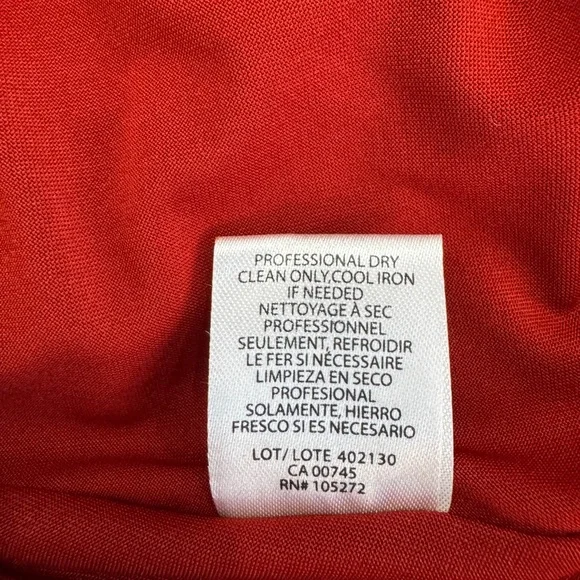 PROFESSIONAL DRY
CLEAN ONLY,COOL IRON
IF NEEDED
NETTOYAGE À SEC
PROFESSIONNEL
SEULEMENT, REFROIDIR
LE FER SI NÉCESSAIRE
LIMPIEZA EN SECO
PROFESIONAL
SOLAMENTE, HIERRO
FRESCO SI ES NECESARIO
LOT/ LOTE 402130
CA 00745
RN# 105272